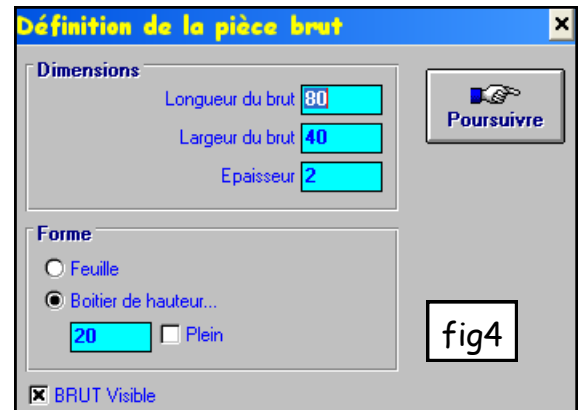 Définition de la pièce brut
Dimensions
Longueur du brut 80
Largeur du brut 40
Epaisseur 2
Poursuivre
Forme
Feuille
Boitier de hauteur...
20 Plein
fig4
BRUT Visible